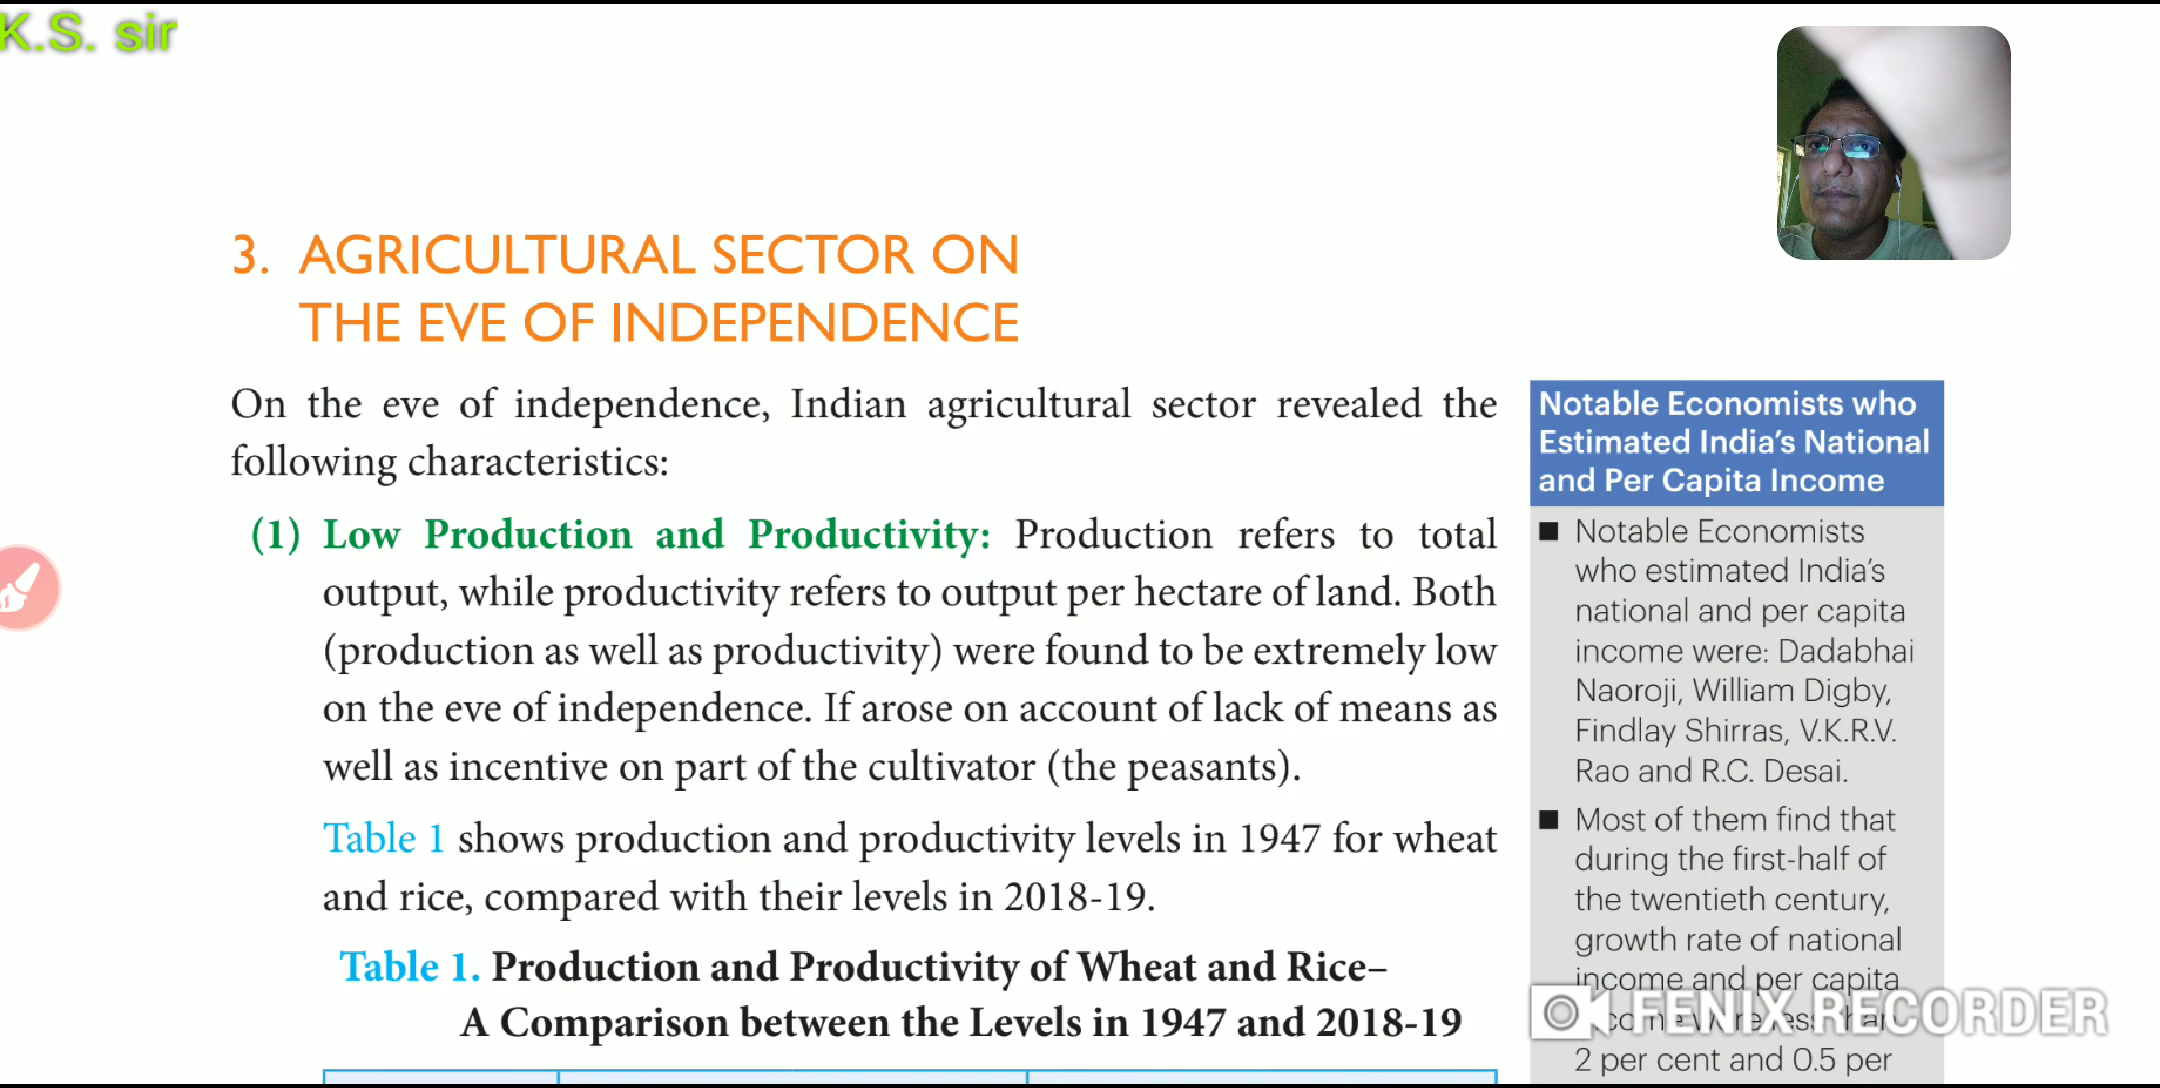 K.S. sir
3. AGRICULTURAL SECTOR ON
THE EVE OF INDEPENDENCE
On the eve of independence, Indian agricultural sector revealed the
following characteristics:
(1) Low Production and Productivity: Production refers to total
output, while productivity refers to output per hectare of land. Both
(production as well as productivity) were found to be extremely low
on the eve of independence. If arose on account of lack of means as
well as incentive on part of the cultivator (the peasants).
Table 1 shows production and productivity levels in 1947 for wheat
and rice, compared with their levels in 2018-19.
Table 1. Production and Productivity of Wheat and Rice–
A Comparison between the Levels in 1947 and 2018-19
Notable Economists who
Estimated India's National
and Per Capita Income
■ Notable Economists
who estimated India's
national and per capita
income were: Dadabhai
Naoroji, William Digby,
Findlay Shirras, V.K.R.V.
Rao and R.C. Desai.
■ Most of them find that
during the first-half of
the twentieth century,
growth rate of national
income and per capita
2 per cent and 0.5 per
FENIX RECORDER